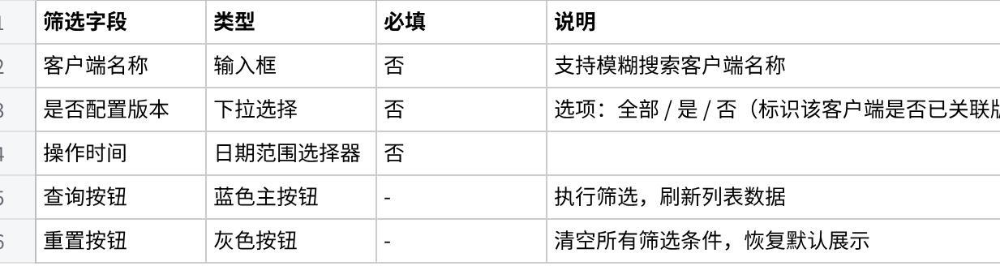 筛选字段 类型 必填 说明
2 客户端名称 输入框 否 支持模糊搜索客户端名称
是否配置版本 下拉选择 否 选项：全部 / 是 / 否（标识该客户端是否已关联
操作时间 日期范围选择器 否
查询按钮 蓝色主按钮 - 执行筛选，刷新列表数据
重置按钮 灰色按钮 - 清空所有筛选条件，恢复默认展示